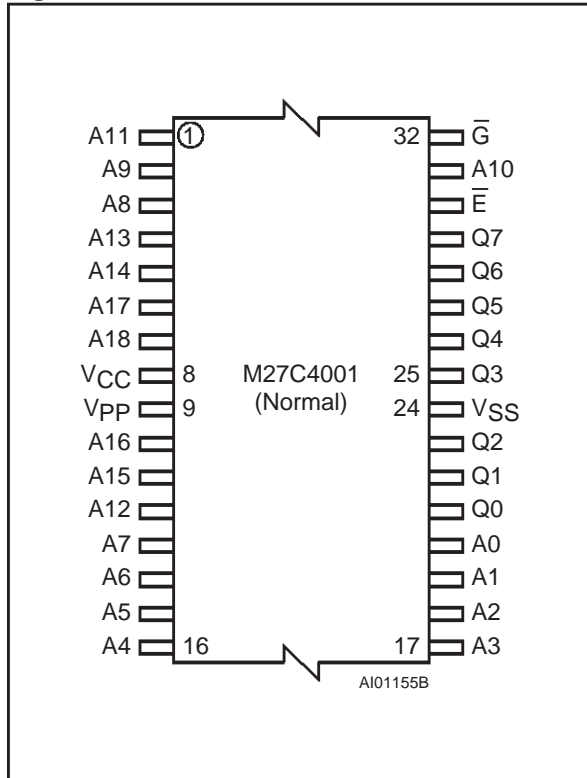 A11 1 32 G̅
A9 A10
A8 E̅
A13 Q7
A14 Q6
A17 Q5
A18 Q4
VCC 8 M27C4001 25 Q3
VPP 9 (Normal) 24 VSS
A16 Q2
A15 Q1
A12 Q0
A7 A0
A6 A1
A5 A2
A4 16 17 A3
AI01155B